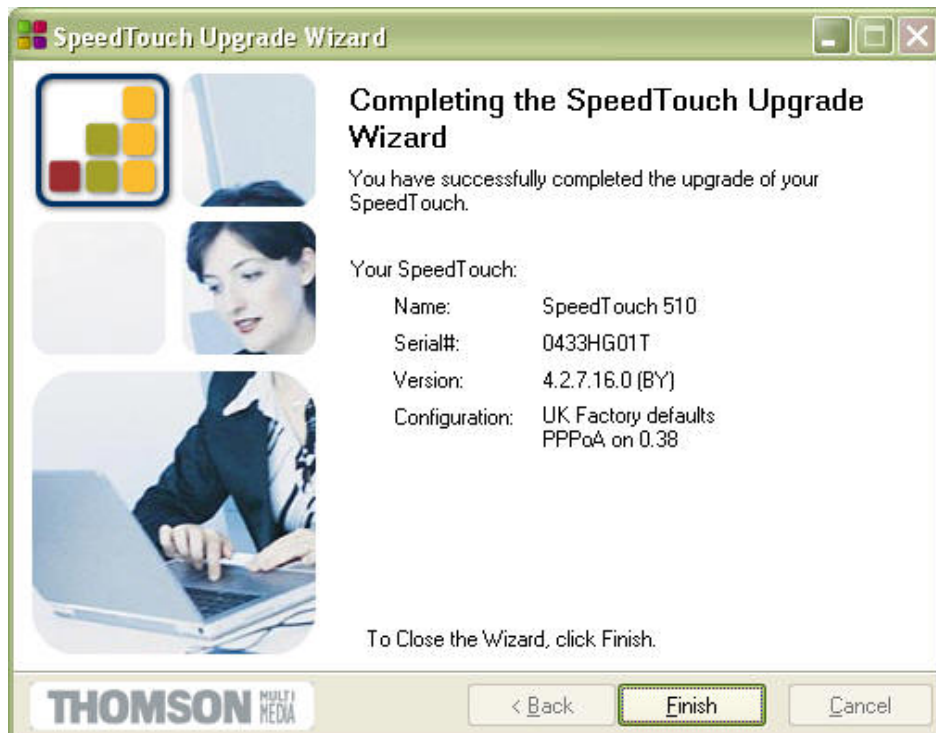 SpeedTouch Upgrade Wizard
Completing the SpeedTouch Upgrade
Wizard
You have successfully completed the upgrade of your
SpeedTouch.
Your SpeedTouch:
Name: SpeedTouch 510
Serial#: 0433HG01T
Version: 4.2.7.16.0 (BY)
Configuration: UK Factory defaults
PPPoA on 0.38
To Close the Wizard, click Finish.
THOMSON MULTI
MEDIA
< Back Finish Cancel